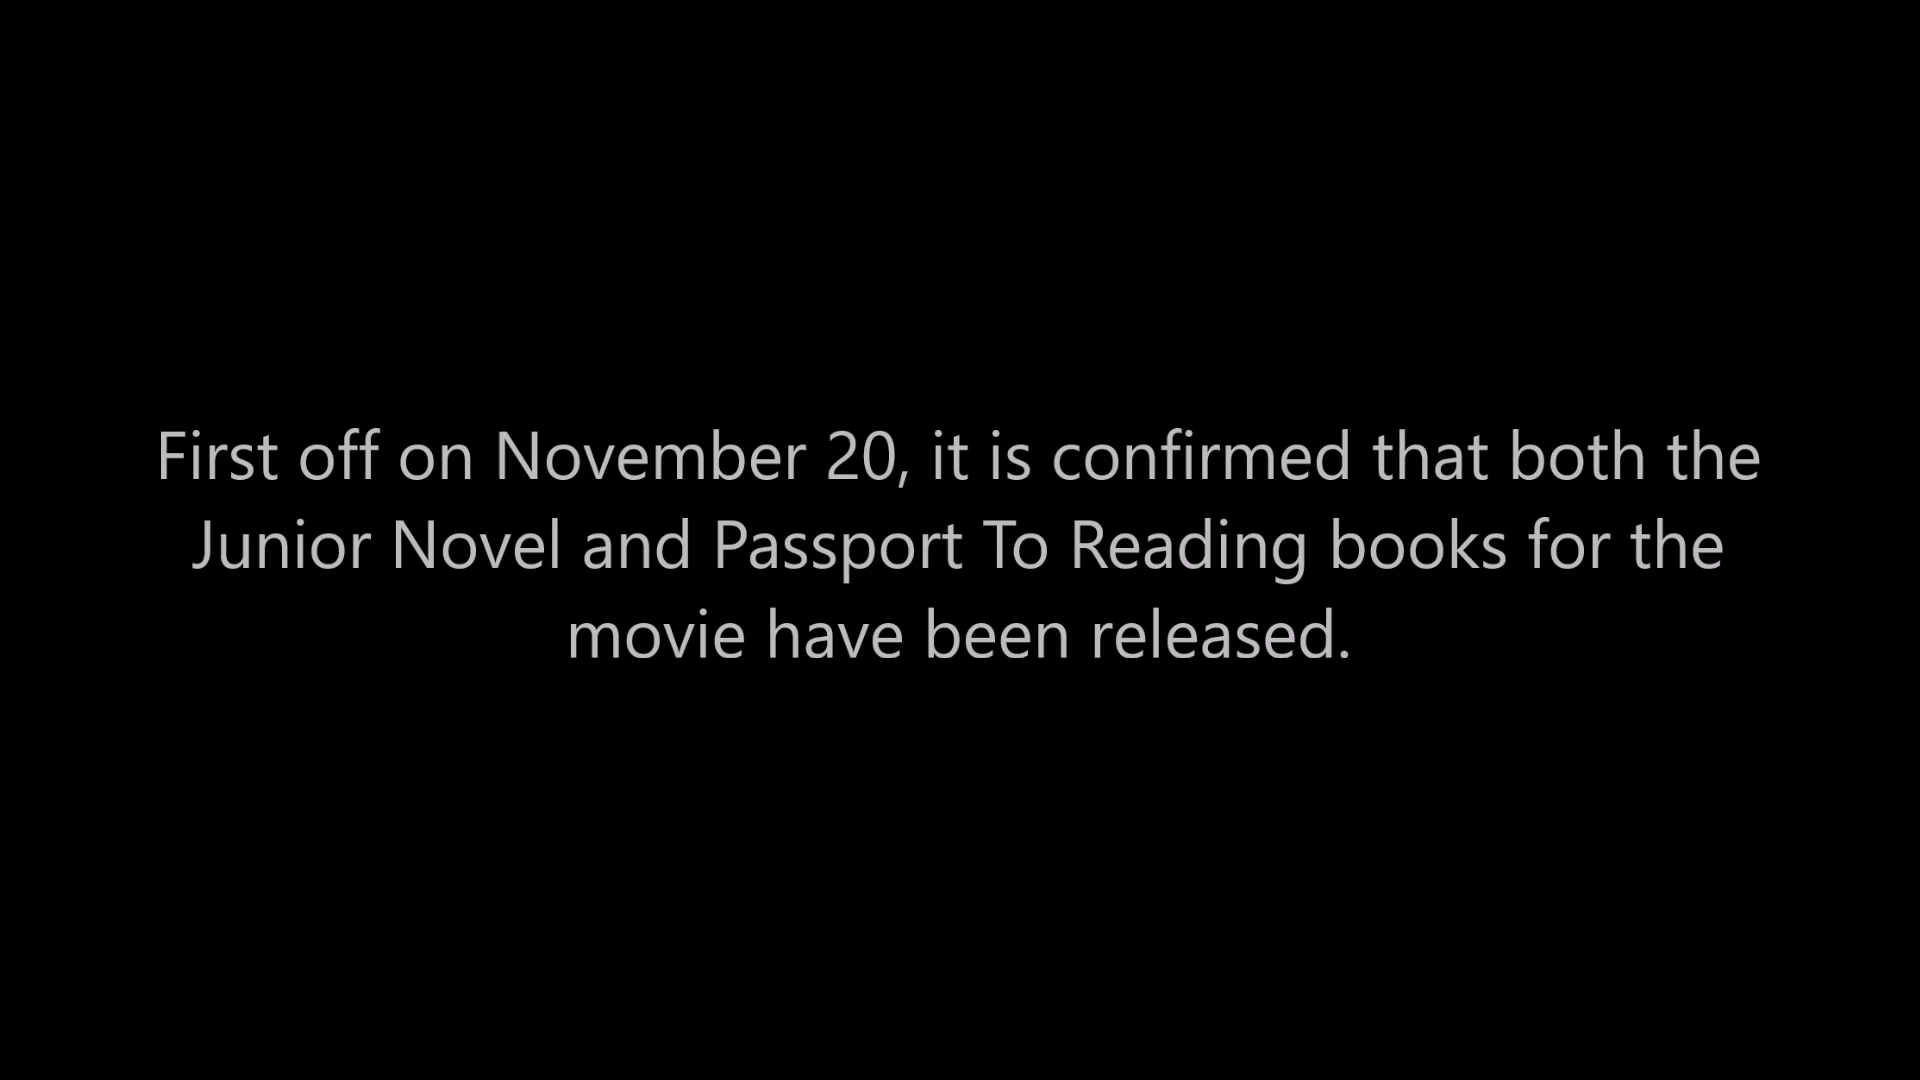 First off on November 20, it is confirmed that both the
Junior Novel and Passport To Reading books for the
movie have been released.